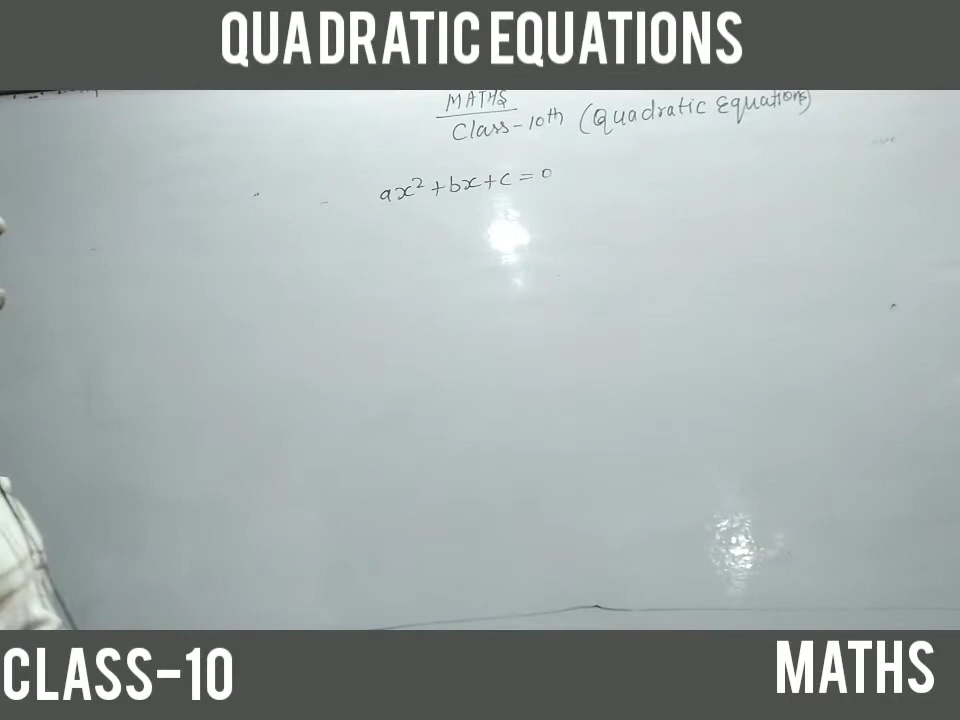 QUADRATIC EQUATIONS
MATHS
Class-10th (Quadratic Equations)
ax²+bx+c=0
CLASS-10
MATHS